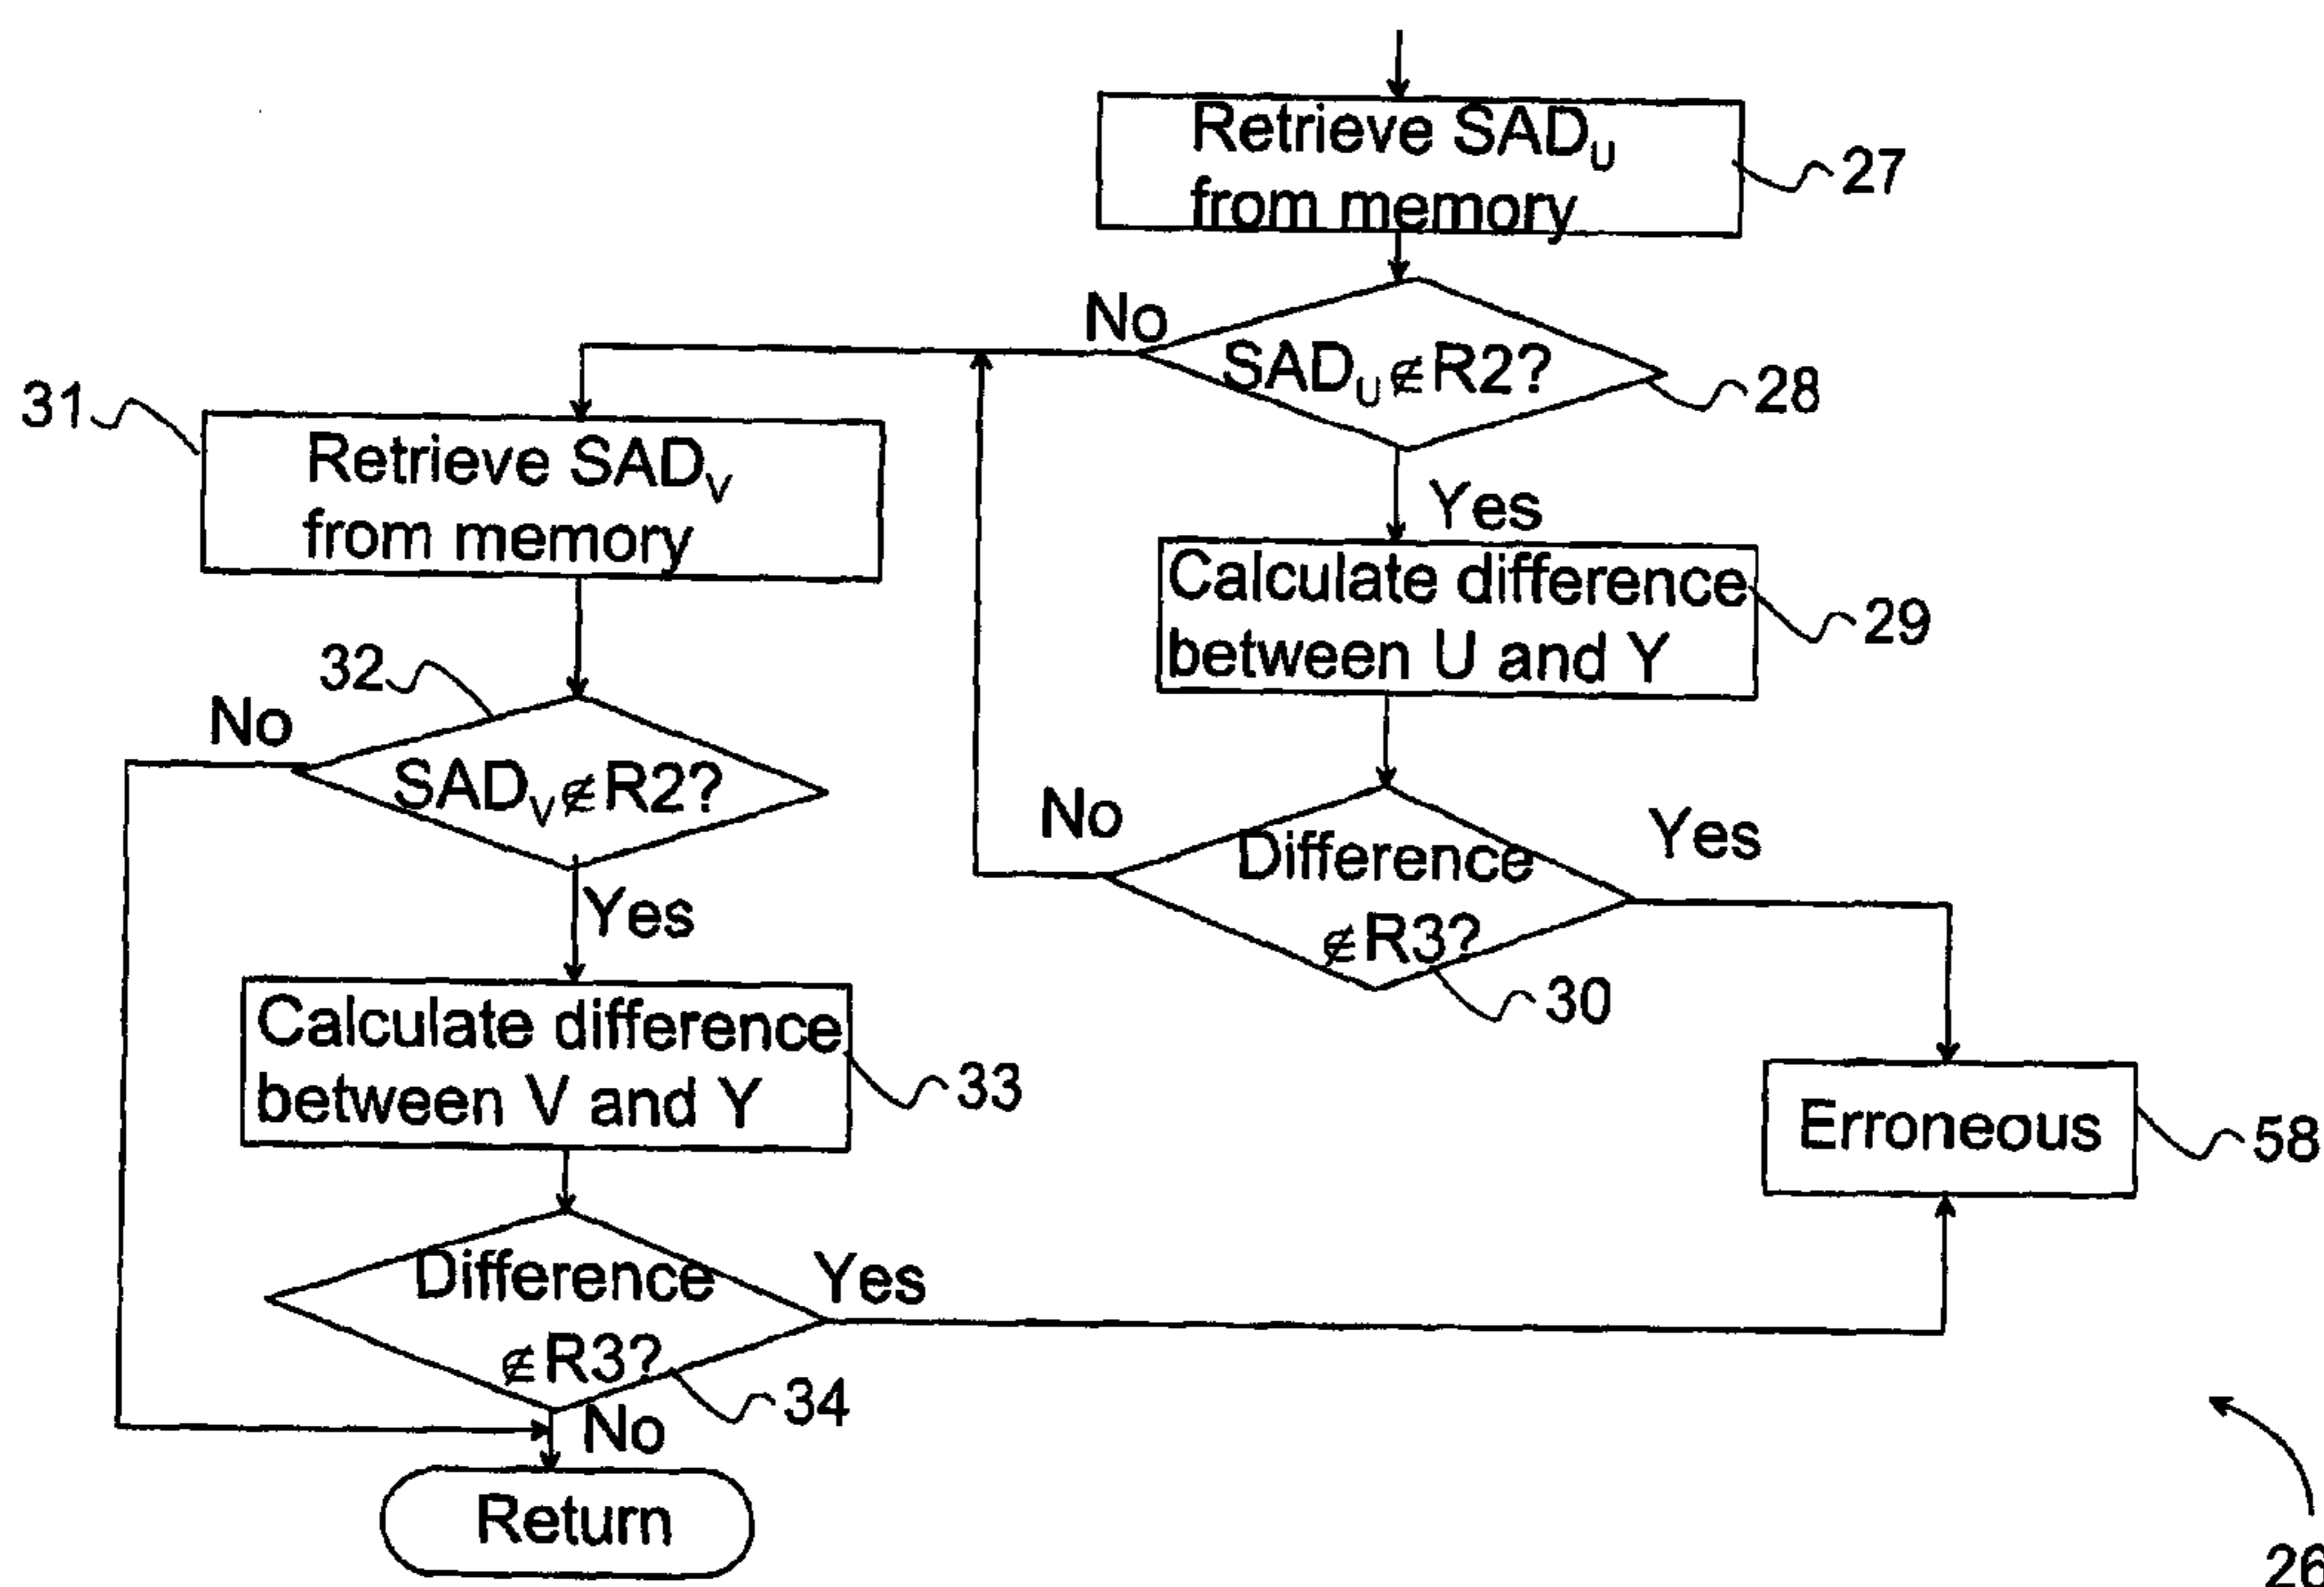 Retrieve SADU
from memory
27
No
SADU∉R2?
28
31
Retrieve SADV
from memory
Yes
Calculate difference
between U and Y
29
32
No
SADV∉R2?
No
Difference
∉R3?
Yes
30
Yes
Calculate difference
between V and Y
33
Erroneous
58
Difference
∉R3?
Yes
34
No
Return
26